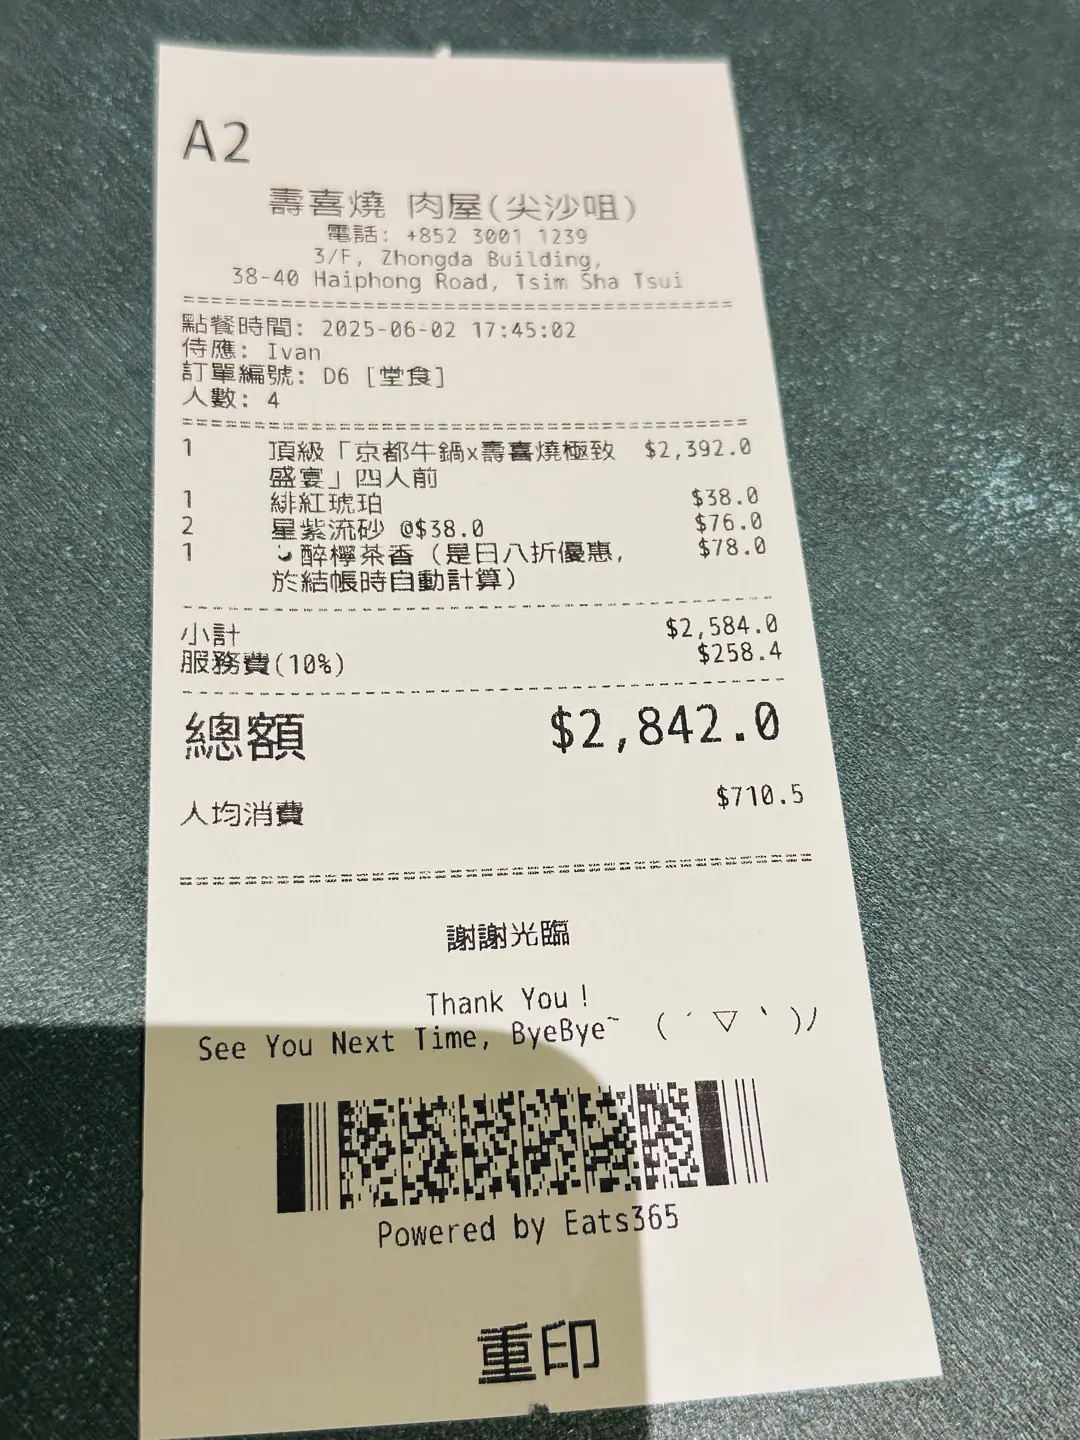 A2
壽喜燒 肉屋(尖沙咀)
電話: +852 3001 1239
3/F, Zhongda Building,
38-40 Haiphong Road, Tsim Sha Tsui
點餐時間: 2025-06-02 17:45:02
侍應: Ivan
訂單編號: D6 [堂食]
人數: 4
1 頂級「京都牛鍋x壽喜燒極致 $2,392.0
盛宴」四人前
1 緋紅琥珀 $38.0
2 星紫流砂 @$38.0 $76.0
1 醉檸茶香 (是日八折優惠, $78.0
於結帳時自動計算)
小計 $2,584.0
服務費(10%) $258.4
總額 $2,842.0
人均消費 $710.5
謝謝光臨
Thank You !
See You Next Time, ByeBye~ ( ´ ▽ ` )ﾉ
Powered by Eats365
重印